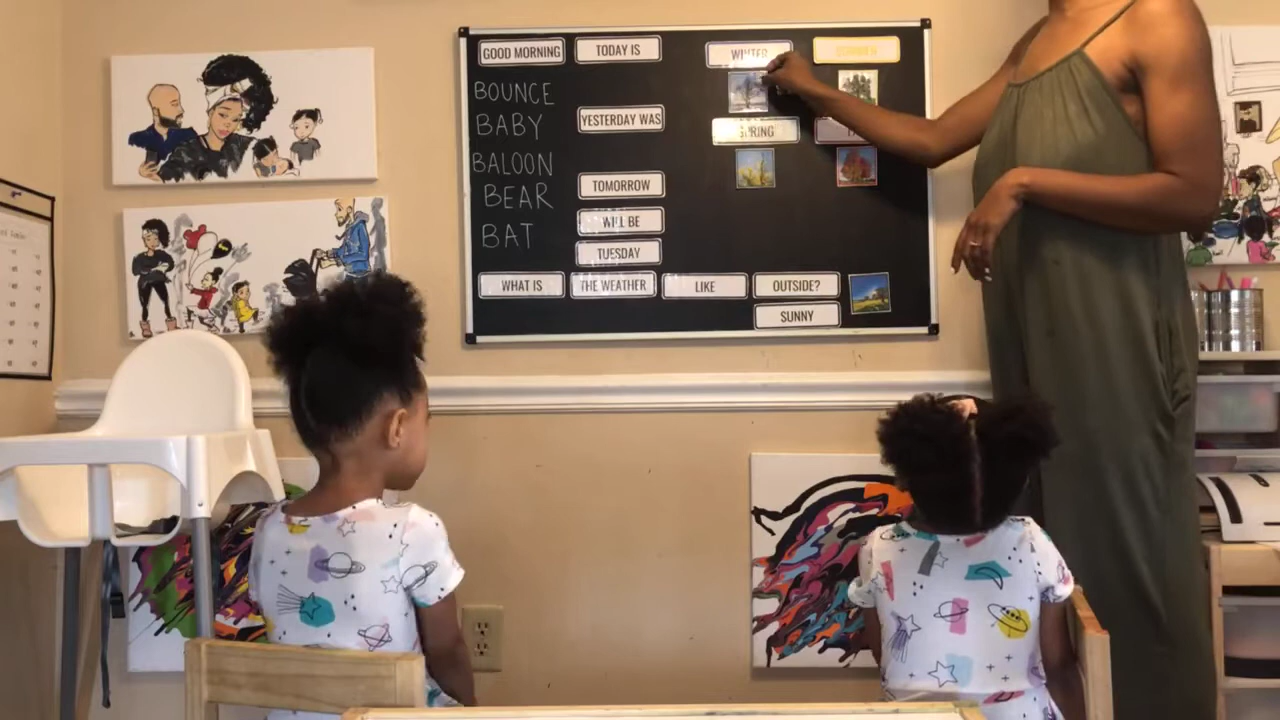 GOOD MORNING
TODAY IS
WINTER
SUMMER
BOUNCE
BABY
YESTERDAY WAS
SPRING
BALOON
TOMORROW
BEAR
WILL BE
BAT
TUESDAY
WHAT IS
THE WEATHER
LIKE
OUTSIDE?
SUNNY